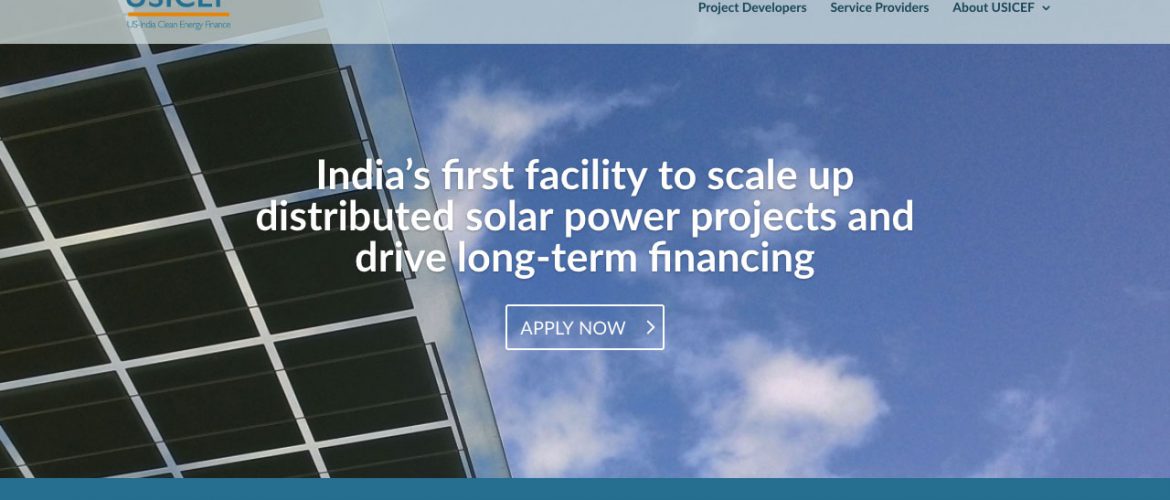 USICEF
US-India Clean Energy Finance
Project Developers
Service Providers
About USICEF
India’s first facility to scale up
distributed solar power projects and
drive long-term financing
APPLY NOW